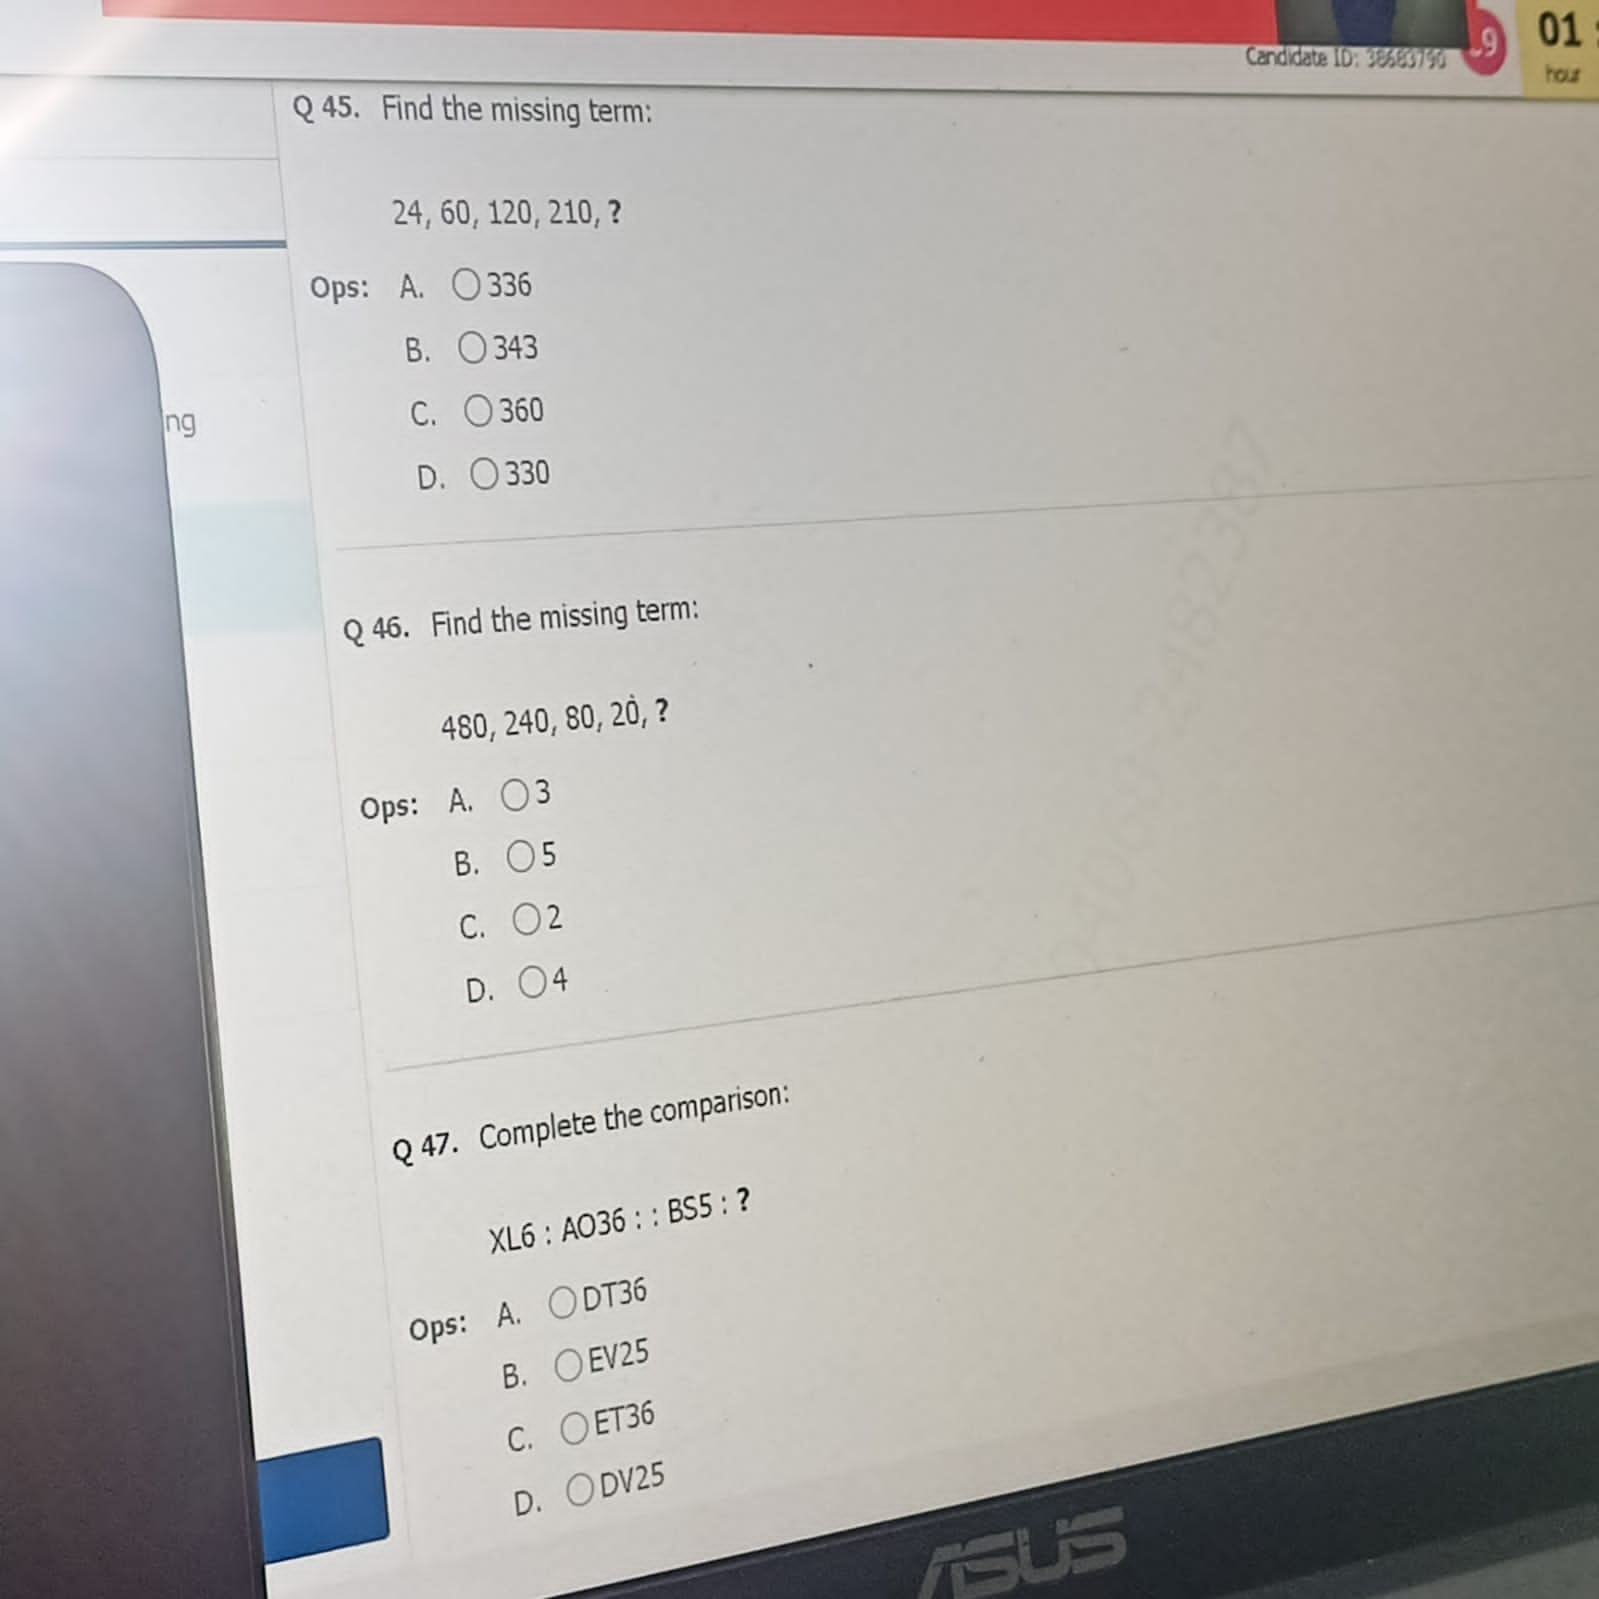 Candidate ID: 38683790
01
hour
Q 45. Find the missing term:
24, 60, 120, 210, ?
Ops: A. 336
B. 343
C. 360
D. 330
ng
Q 46. Find the missing term:
480, 240, 80, 20, ?
Ops: A. 3
B. 5
C. 2
D. 4
Q 47. Complete the comparison:
XL6 : AO36 : : BS5 : ?
Ops: A. DT36
B. EV25
C. ET36
D. DV25
ASUS